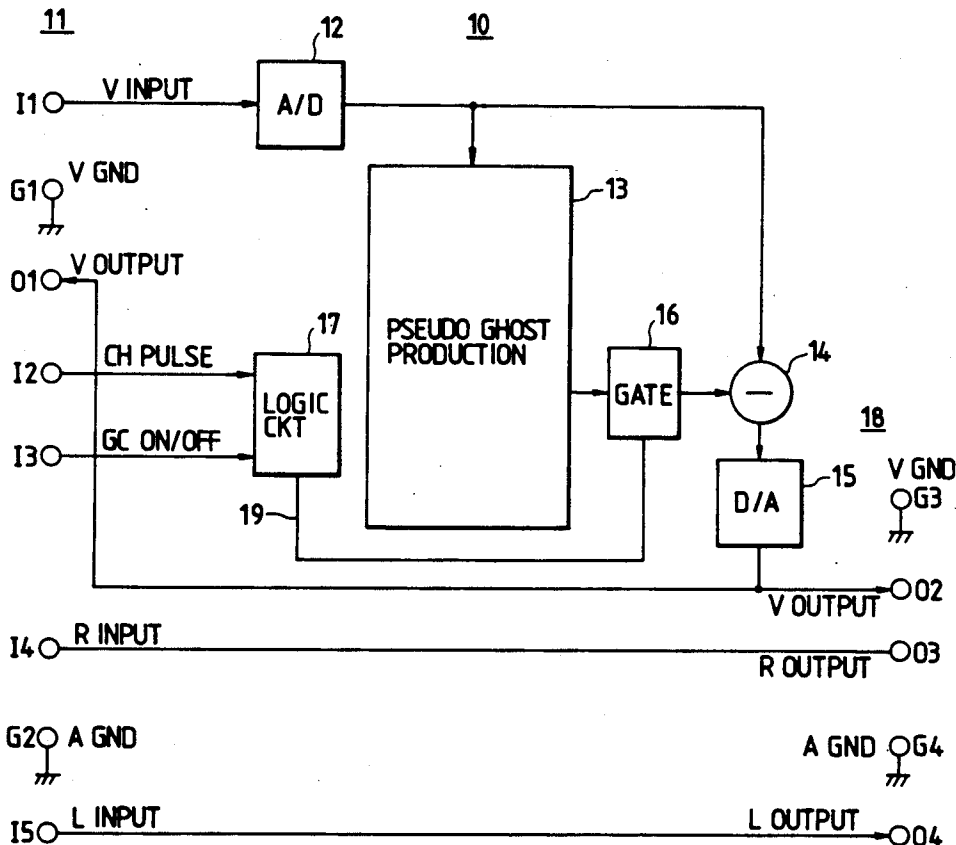 11
12
10
I1 V INPUT
A/D
G1 V GND
13
O1 V OUTPUT
17
PSEUDO GHOST
PRODUCTION
16
14
I2 CH PULSE
LOGIC
CKT
GATE
−
18
I3 GC ON/OFF
19
15
D/A
V GND
G3
V OUTPUT
O2
I4 R INPUT
R OUTPUT
O3
G2 A GND
A GND G4
I5 L INPUT
L OUTPUT O4